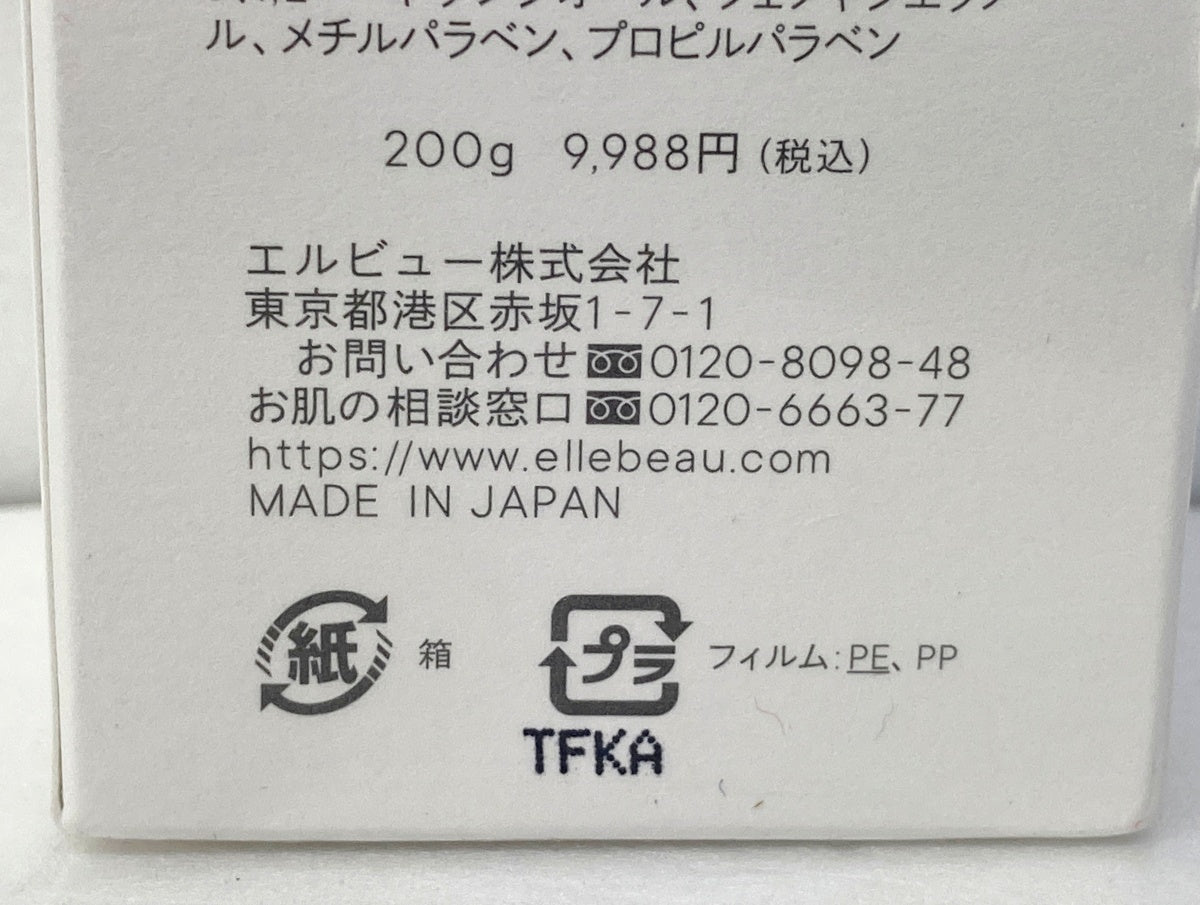 ル、メチルパラベン、プロピルパラベン
200g 9,988円 (税込)
エルビュー株式会社
東京都港区赤坂1-7-1
お問い合わせ 0120-8098-48
お肌の相談窓口 0120-6663-77
https://www.ellebeau.com
MADE IN JAPAN
紙 箱 プラ フィルム:PE、PP
TFKA